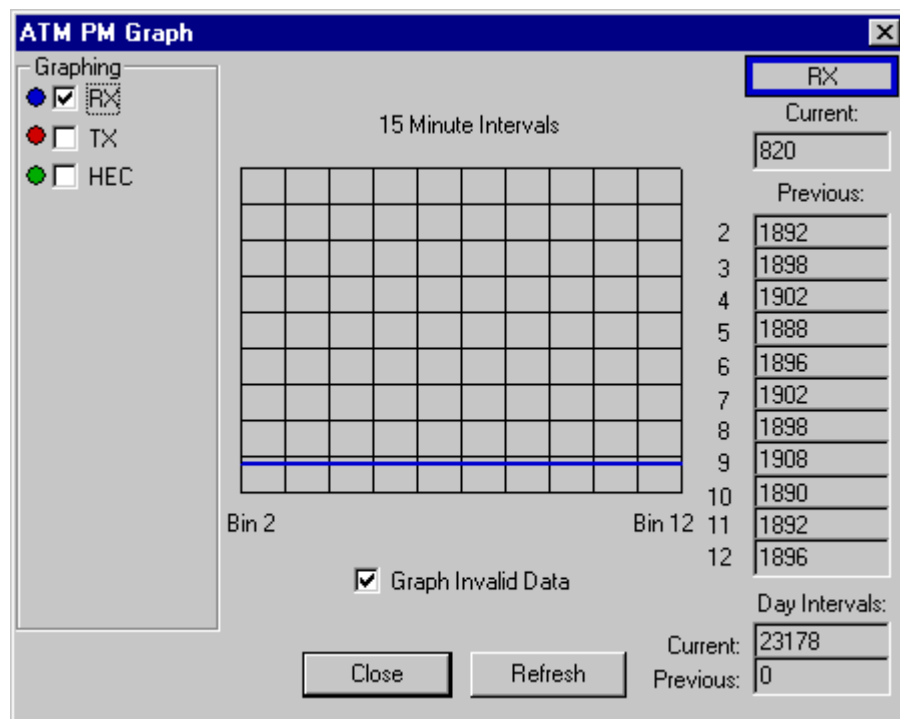 ATM PM Graph
Graphing
RX
TX
HEC
15 Minute Intervals
Bin 2
Bin 12
Graph Invalid Data
Close
Refresh
RX
Current:
820
Previous:
2 1892
3 1898
4 1902
5 1888
6 1896
7 1902
8 1898
9 1908
10 1890
11 1892
12 1896
Day Intervals:
Current: 23178
Previous: 0